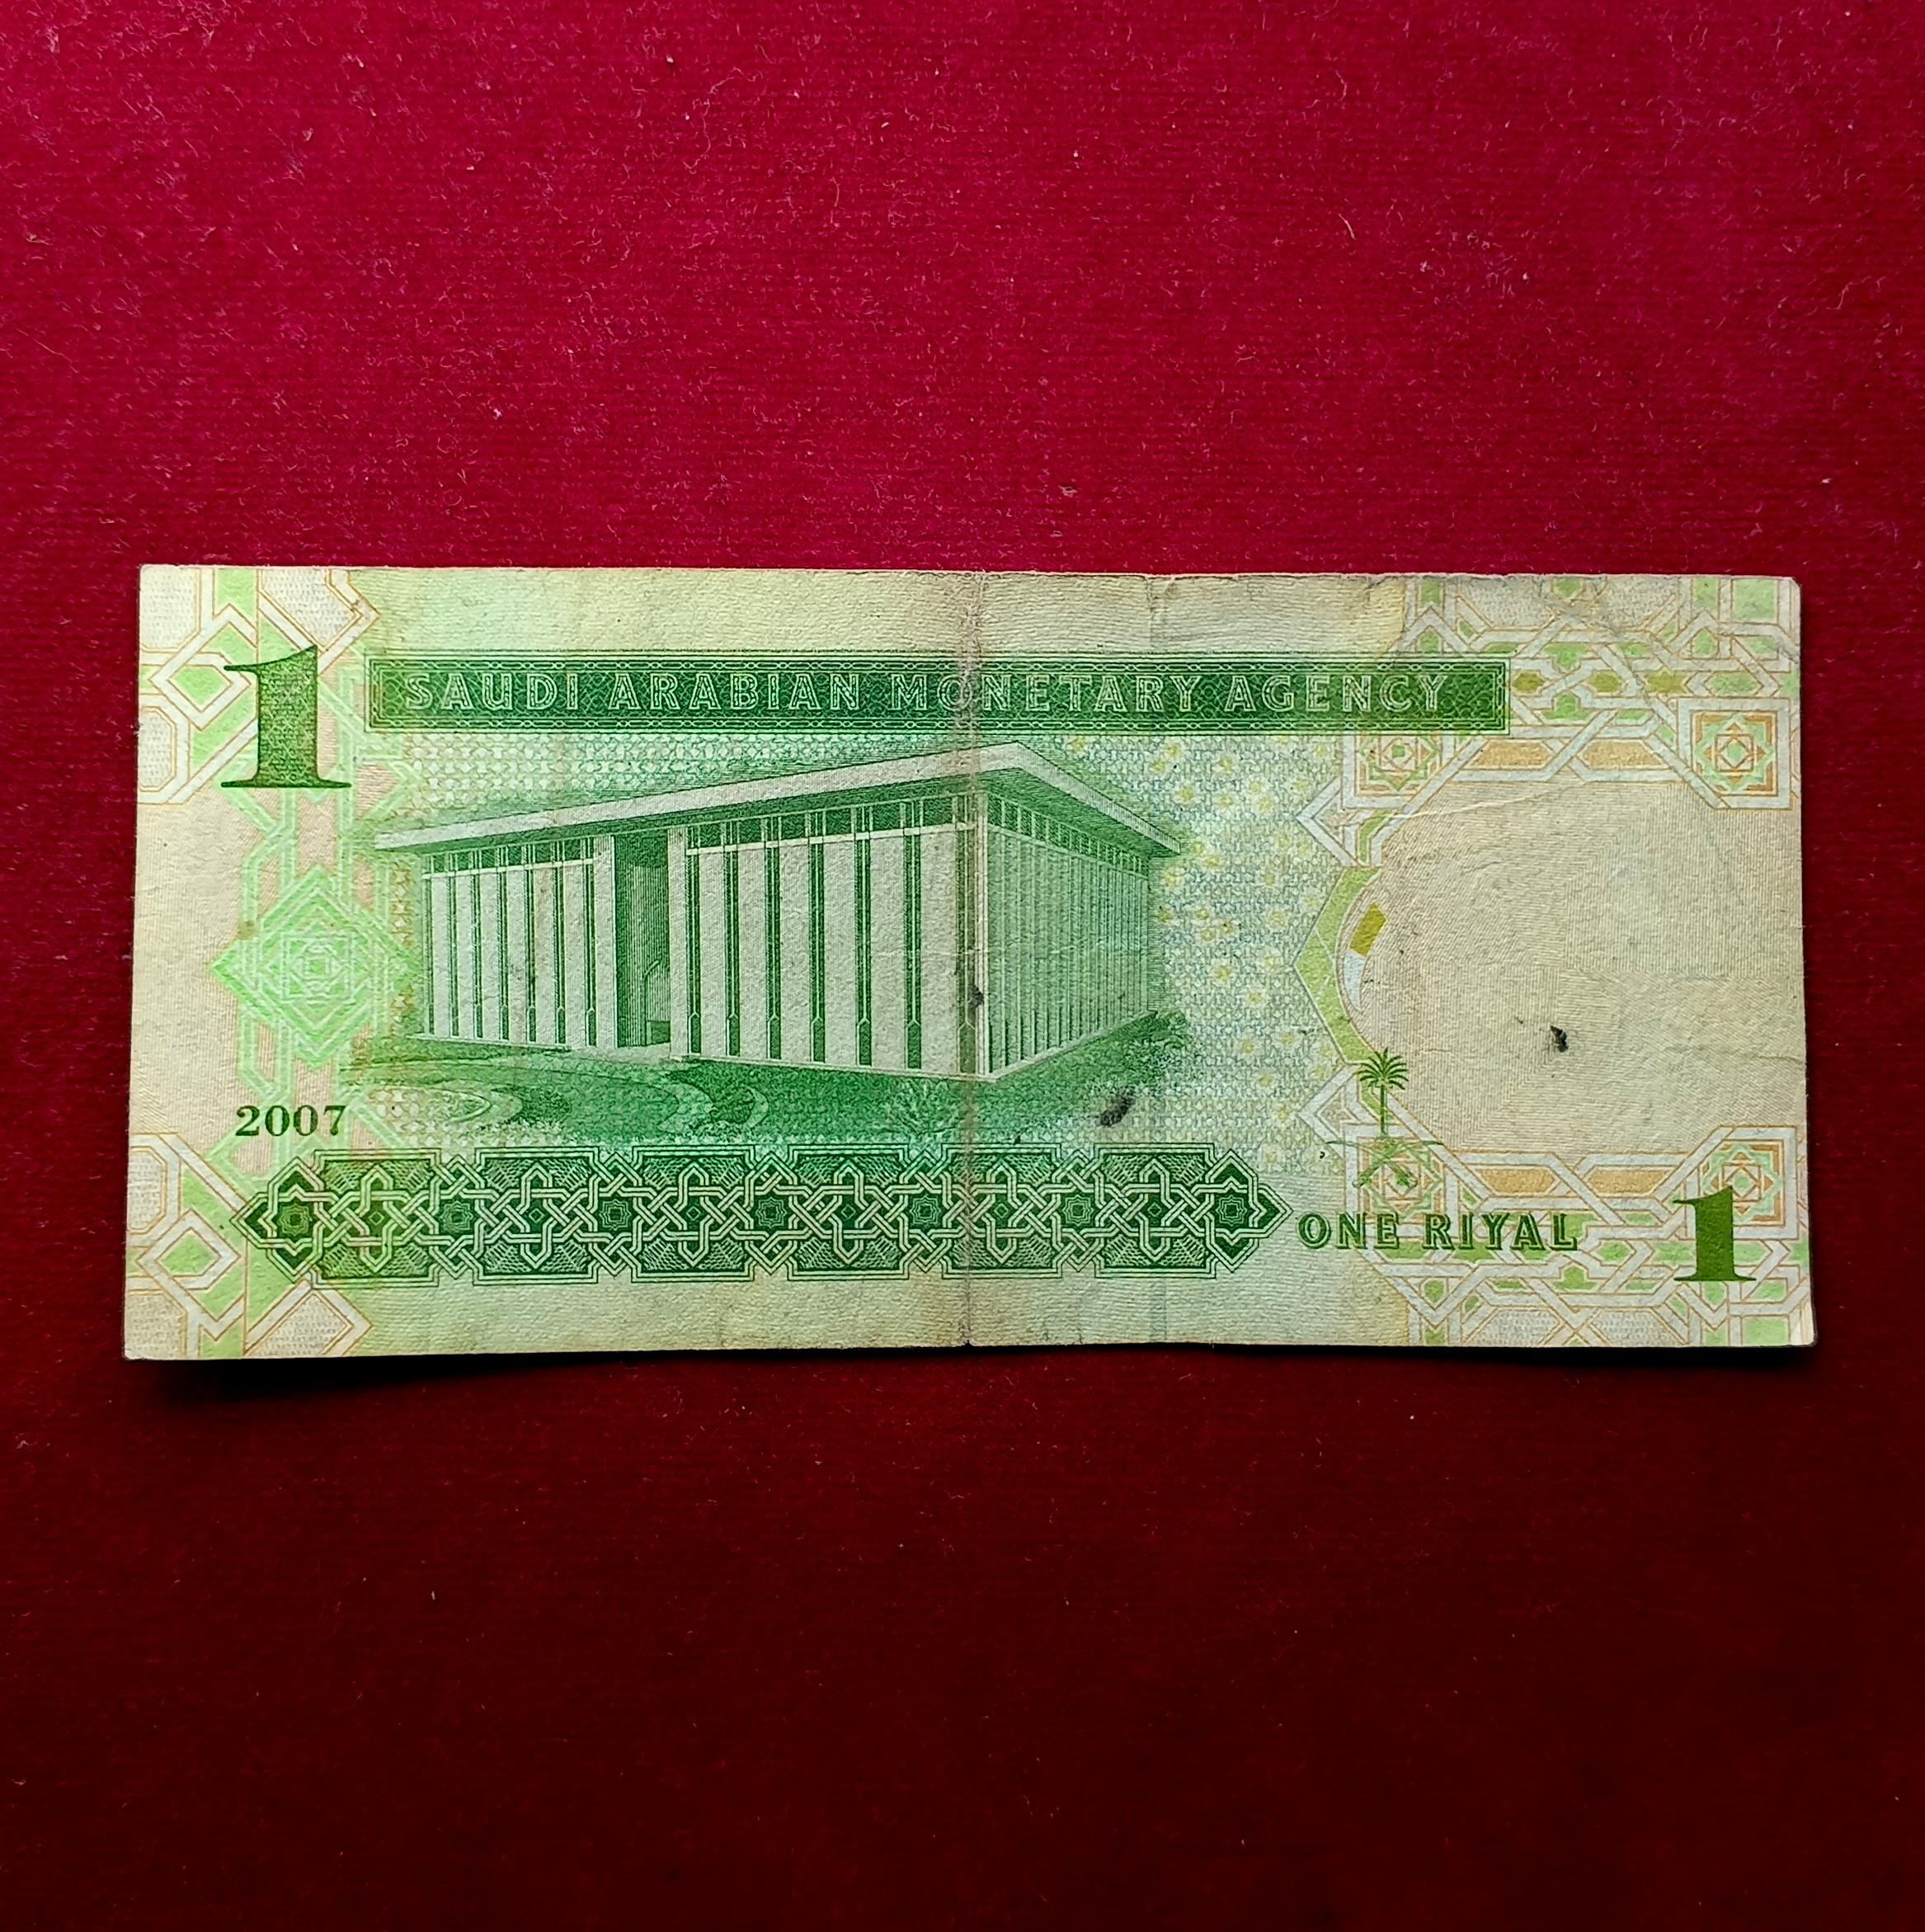 1
SAUDI ARABIAN MONETARY AGENCY
2007
ONE RIYAL
1